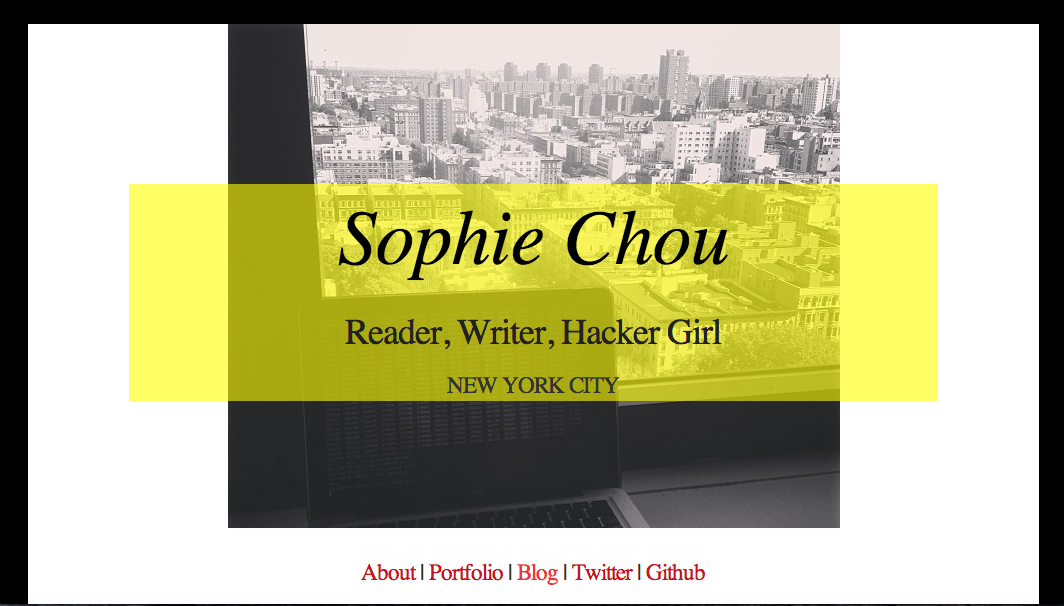 Sophie Chou
Reader, Writer, Hacker Girl
NEW YORK CITY
About | Portfolio | Blog | Twitter | Github